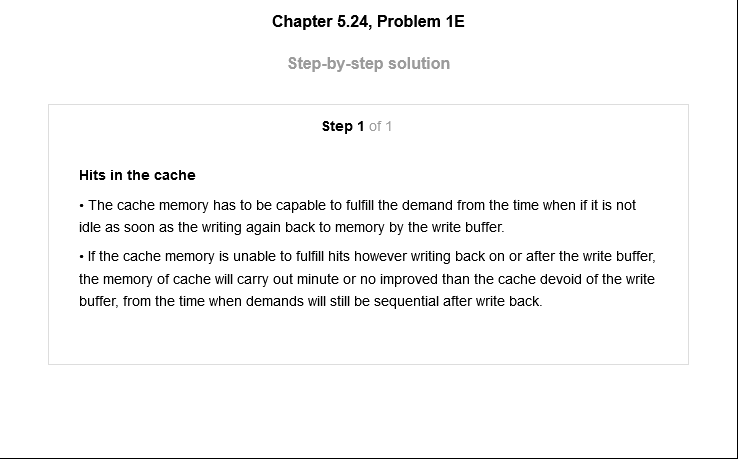 Chapter 5.24, Problem 1E
Step-by-step solution
Step 1 of 1
Hits in the cache
• The cache memory has to be capable to fulfill the demand from the time when if it is not
idle as soon as the writing again back to memory by the write buffer.
• If the cache memory is unable to fulfill hits however writing back on or after the write buffer,
the memory of cache will carry out minute or no improved than the cache devoid of the write
buffer, from the time when demands will still be sequential after write back.